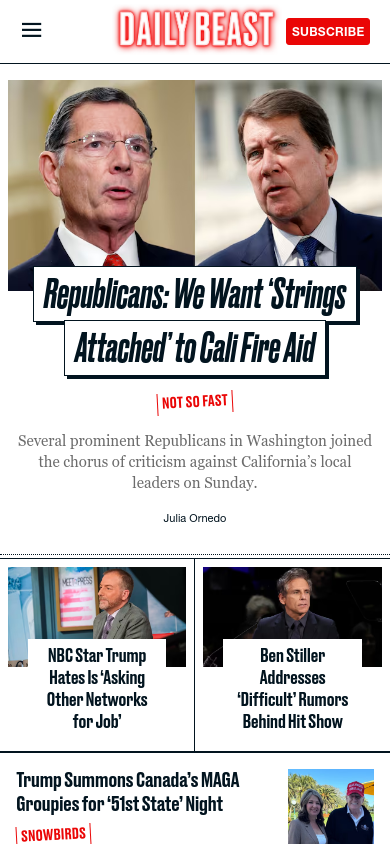 DAILY BEAST
SUBSCRIBE
Republicans: We Want ‘Strings
Attached’ to Cali Fire Aid
NOT SO FAST
Several prominent Republicans in Washington joined
the chorus of criticism against California’s local
leaders on Sunday.
Julia Ornedo
MEET PRESS
NBC Star Trump
Hates Is ‘Asking
Other Networks
for Job’
Ben Stiller
Addresses
‘Difficult’ Rumors
Behind Hit Show
Trump Summons Canada’s MAGA
Groupies for ‘51st State’ Night
SNOWBIRDS